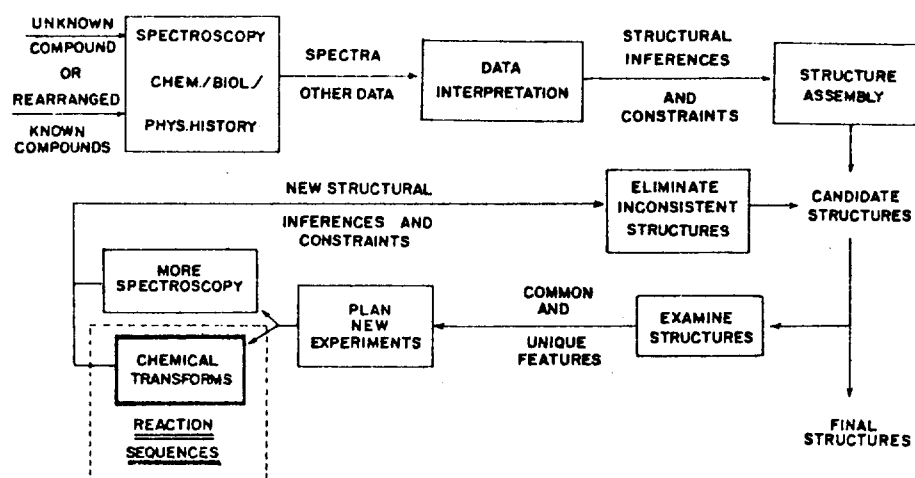 UNKNOWN
COMPOUND
OR
REARRANGED
KNOWN
COMPOUNDS
SPECTROSCOPY
CHEM./BIOL/
PHYS.HISTORY
SPECTRA
OTHER DATA
DATA
INTERPRETATION
STRUCTURAL
INFERENCES
AND
CONSTRAINTS
STRUCTURE
ASSEMBLY
NEW STRUCTURAL
INFERENCES AND
CONSTRAINTS
ELIMINATE
INCONSISTENT
STRUCTURES
CANDIDATE
STRUCTURES
MORE
SPECTROSCOPY
CHEMICAL
TRANSFORMS
REACTION
SEQUENCES
PLAN
NEW
EXPERIMENTS
COMMON
AND
UNIQUE
FEATURES
EXAMINE
STRUCTURES
FINAL
STRUCTURES